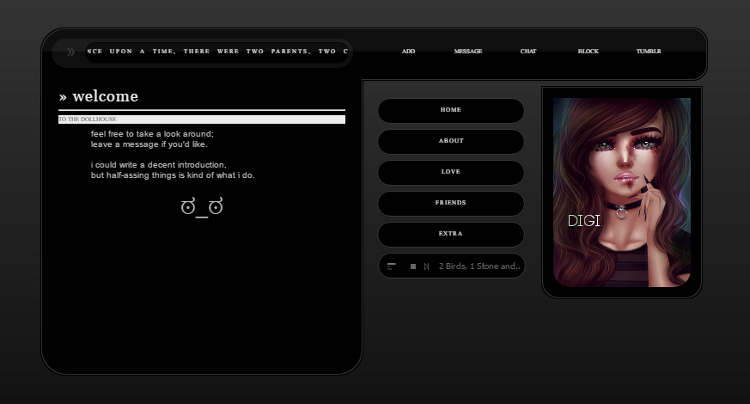 » NCE UPON A TIME, THERE WERE TWO PARENTS, TWO C
ADD MESSAGE CHAT BLOCK TUMBLR
» welcome
TO THE DOLLHOUSE
feel free to take a look around;
leave a message if you'd like.
i could write a decent introduction,
but half-assing things is kind of what i do.
ಠ_ಠ
HOME
ABOUT
LOVE
FRIENDS
EXTRA
2 Birds, 1 Stone and..
DIGI